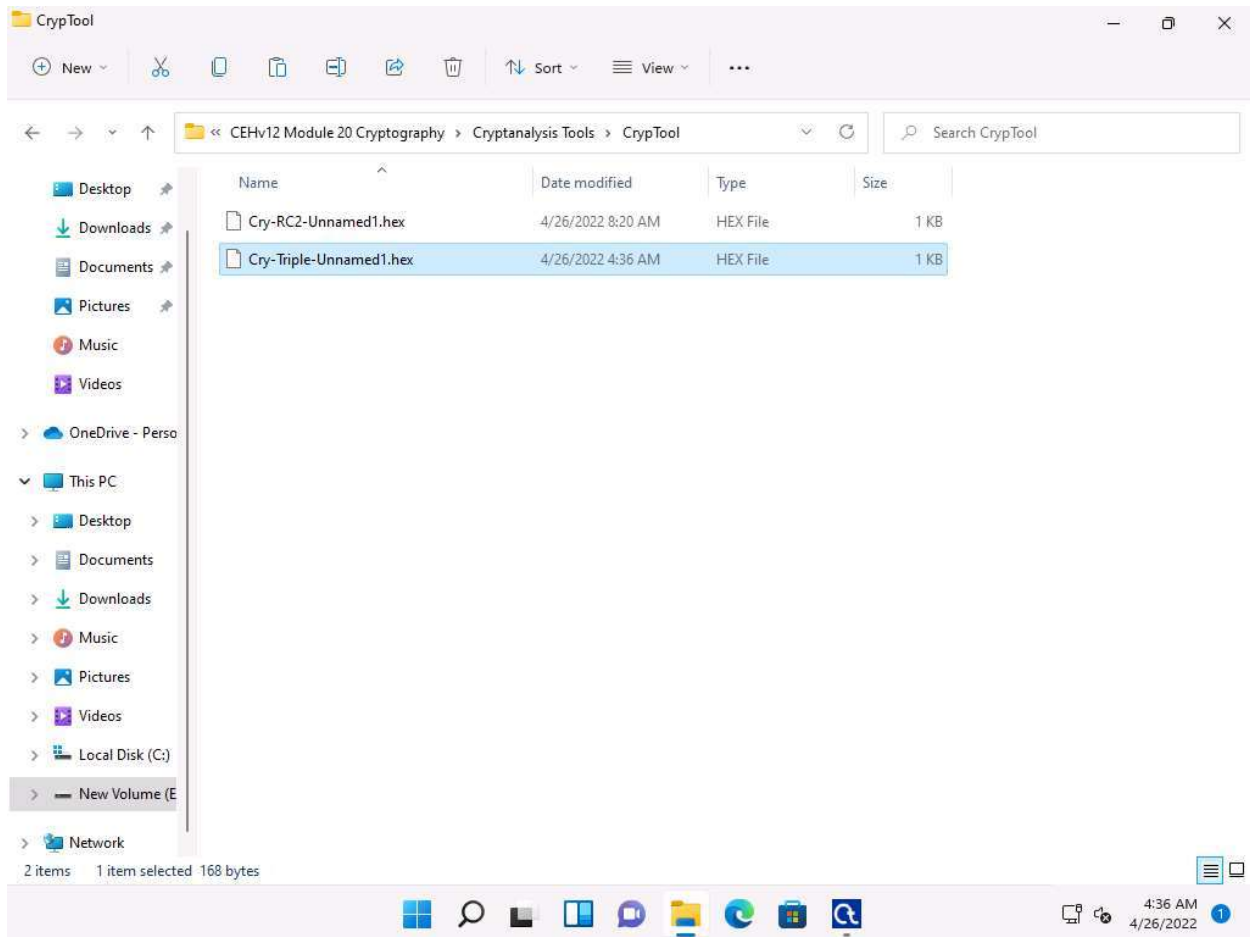 CrypTool
New
Sort
View
« CEHv12 Module 20 Cryptography > Cryptanalysis Tools > CrypTool
Search CrypTool
Name Date modified Type Size
Cry-RC2-Unnamed1.hex 4/26/2022 8:20 AM HEX File 1 KB
Cry-Triple-Unnamed1.hex 4/26/2022 4:36 AM HEX File 1 KB
Desktop
Downloads
Documents
Pictures
Music
Videos
OneDrive - Perso
This PC
Desktop
Documents
Downloads
Music
Pictures
Videos
Local Disk (C:)
New Volume (E
Network
2 items 1 item selected 168 bytes
4:36 AM
4/26/2022 1